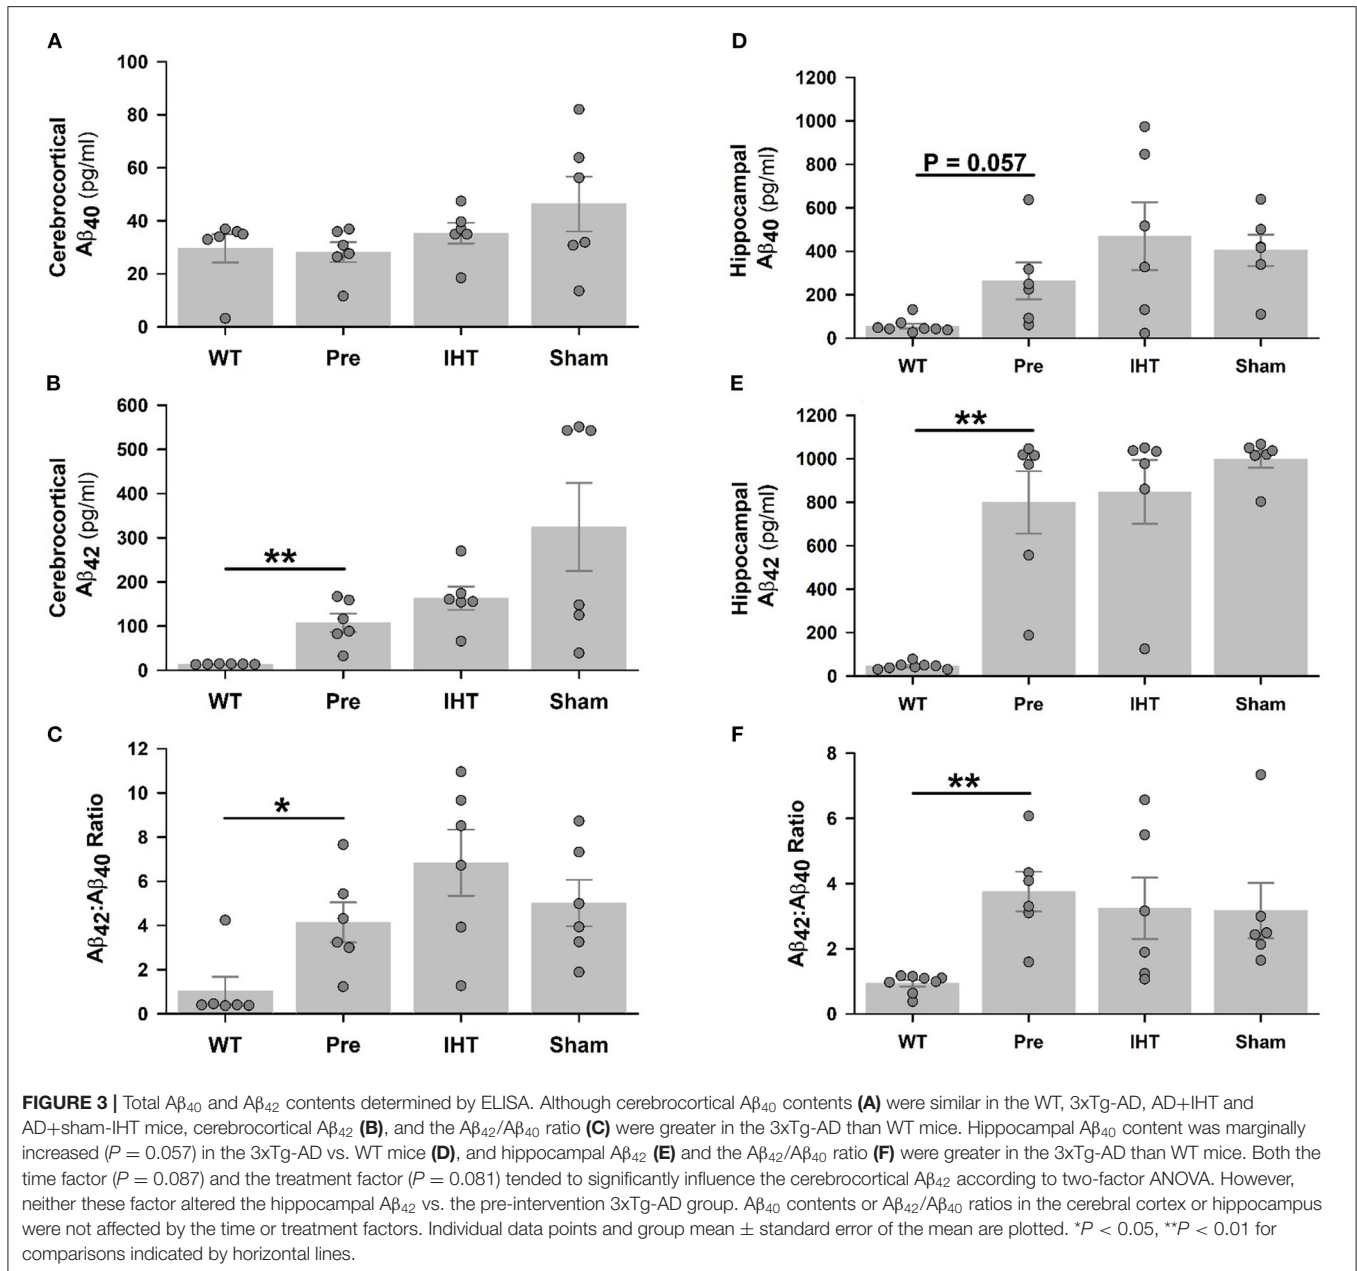 A
100
80
60
40
20
0
Cerebrocortical
Aβ40 (pg/ml)
WT Pre IHT Sham
B
600
500
400
300
200
100
0
Cerebrocortical
Aβ42 (pg/ml)
**
WT Pre IHT Sham
C
12
10
8
6
4
2
0
Aβ42:Aβ40 Ratio
*
WT Pre IHT Sham
D
1200
1000
800
600
400
200
0
Hippocampal
Aβ40 (pg/ml)
P = 0.057
WT Pre IHT Sham
E
1200
1000
800
600
400
200
0
Hippocampal
Aβ42 (pg/ml)
**
WT Pre IHT Sham
F
8
6
4
2
0
Aβ42:Aβ40 Ratio
**
WT Pre IHT Sham
FIGURE 3 | Total Aβ40 and Aβ42 contents determined by ELISA. Although cerebrocortical Aβ40 contents (A) were similar in the WT, 3xTg-AD, AD+IHT and
AD+sham-IHT mice, cerebrocortical Aβ42 (B), and the Aβ42/Aβ40 ratio (C) were greater in the 3xTg-AD than WT mice. Hippocampal Aβ40 content was marginally
increased (P = 0.057) in the 3xTg-AD vs. WT mice (D), and hippocampal Aβ42 (E) and the Aβ42/Aβ40 ratio (F) were greater in the 3xTg-AD than WT mice. Both the
time factor (P = 0.087) and the treatment factor (P = 0.081) tended to significantly influence the cerebrocortical Aβ42 according to two-factor ANOVA. However,
neither these factor altered the hippocampal Aβ42 vs. the pre-intervention 3xTg-AD group. Aβ40 contents or Aβ42/Aβ40 ratios in the cerebral cortex or hippocampus
were not affected by the time or treatment factors. Individual data points and group mean ± standard error of the mean are plotted. *P < 0.05, **P < 0.01 for
comparisons indicated by horizontal lines.